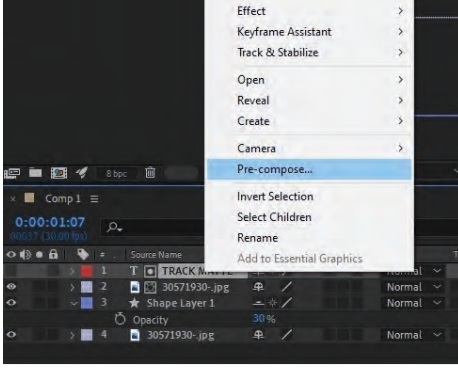 Effect
Keyframe Assistant
Track & Stabilize
Open
Reveal
Create
Camera
Pre-compose...
Invert Selection
Select Children
Rename
Add to Essential Graphics
8 bpc
Comp 1
0:00:01:07
00037 (30.00 fps)
# Source Name
1 T TRACK MATTE Normal
2 30571930-.jpg Normal
3 Shape Layer 1 Normal
Opacity 30%
4 30571930-.jpg Normal